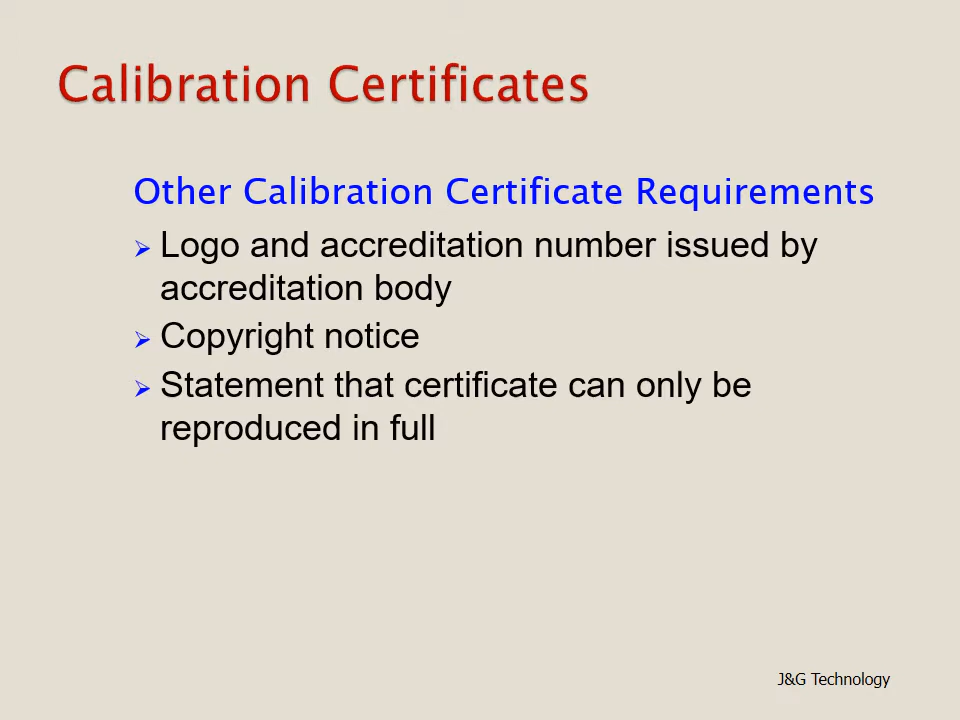 Calibration Certificates
Other Calibration Certificate Requirements
Logo and accreditation number issued by
accreditation body
Copyright notice
Statement that certificate can only be
reproduced in full
J&G Technology